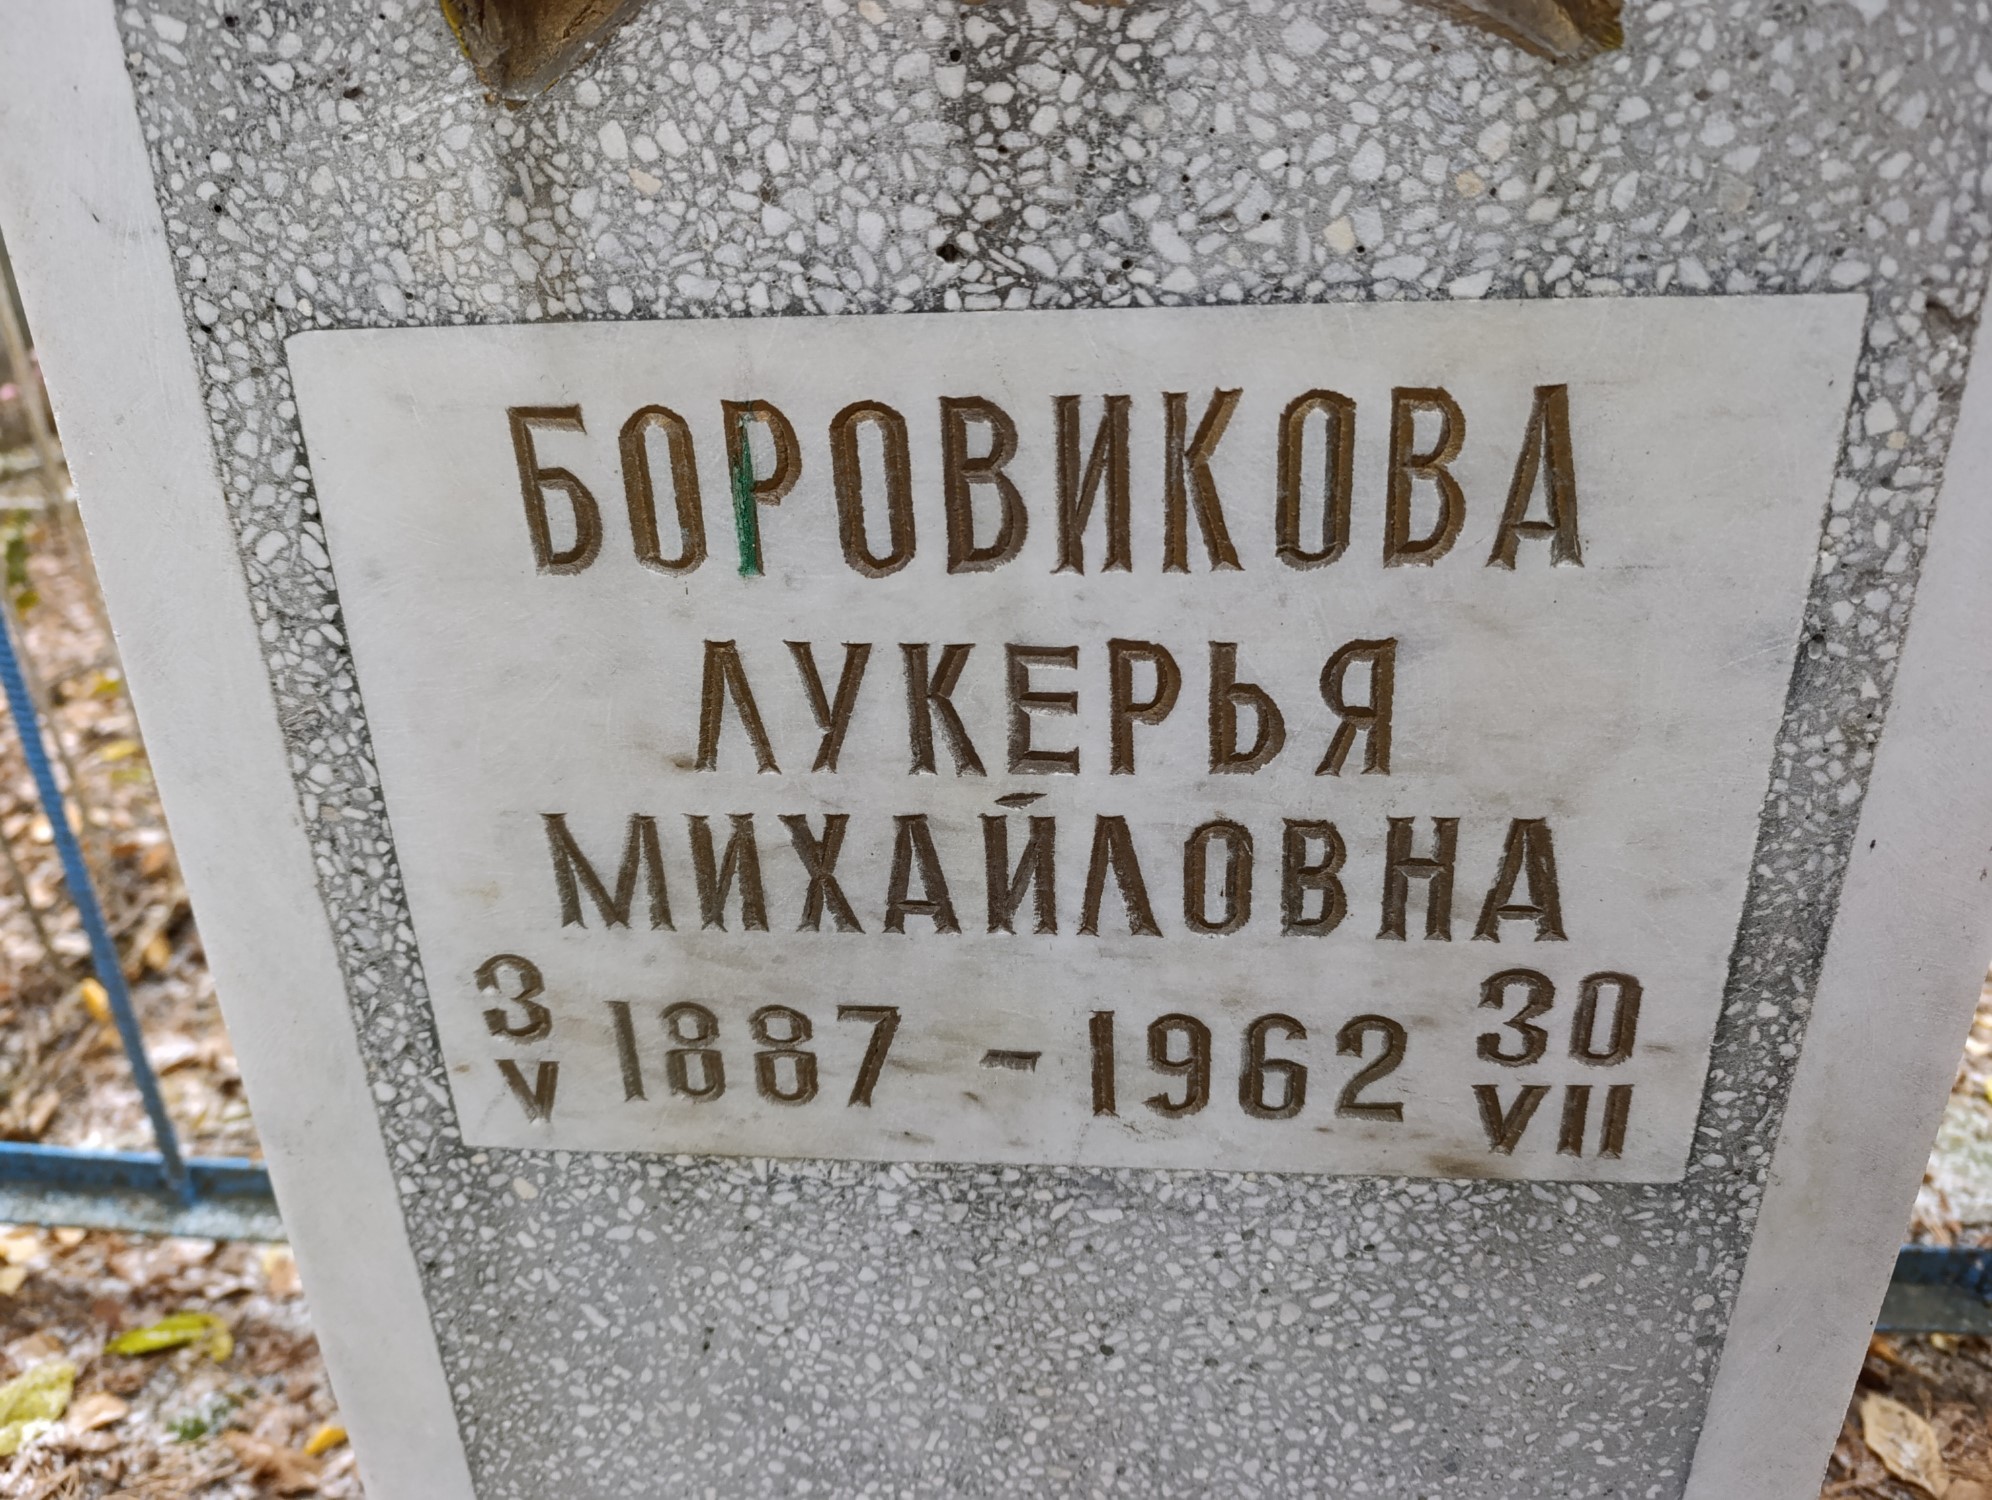 БОРОВИКОВА
ЛУКЕРЬЯ
МИХАЙЛОВНА
3 V 1887 - 1962 30 VII